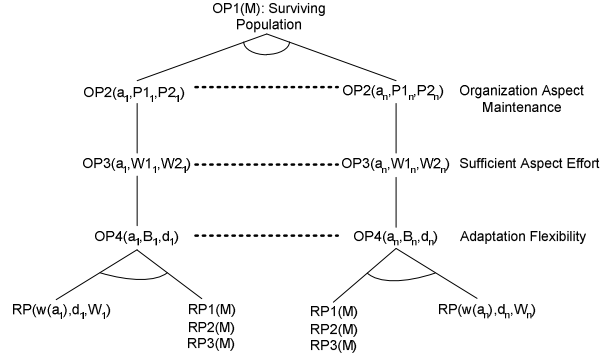 OP1(M): Surviving
Population
OP2(a₁,P1₁,P2₁)
OP2(aₙ,P1ₙ,P2ₙ)
Organization Aspect
Maintenance
OP3(a₁,W1₁,W2₁)
OP3(aₙ,W1ₙ,W2ₙ)
Sufficient Aspect Effort
OP4(a₁,B₁,d₁)
OP4(aₙ,Bₙ,dₙ)
Adaptation Flexibility
RP(w(a₁),d₁,W₁)
RP1(M)
RP2(M)
RP3(M)
RP1(M)
RP2(M)
RP3(M)
RP(w(aₙ),dₙ,Wₙ)